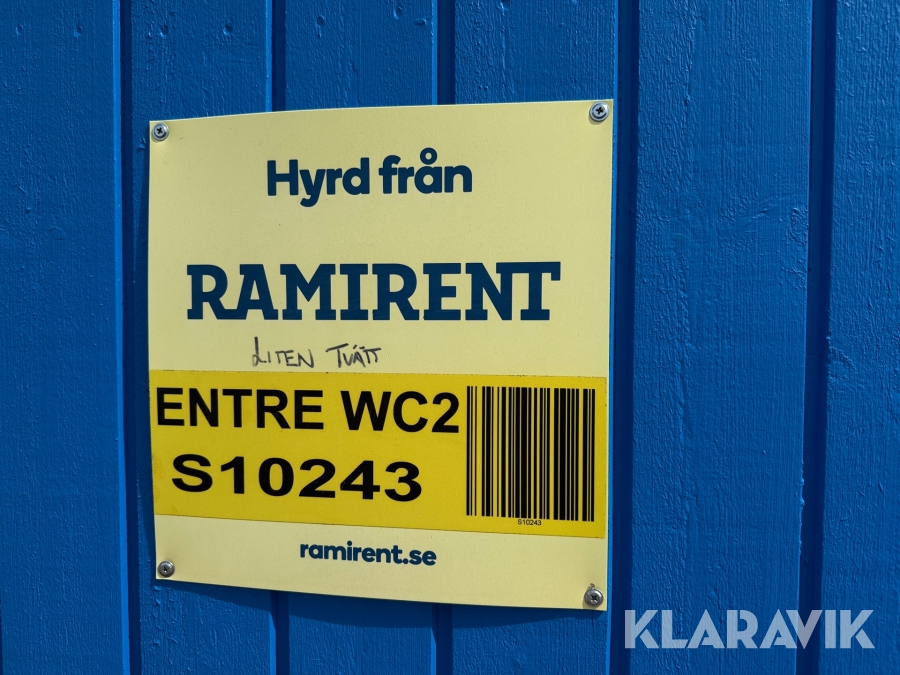 Hyrd från
RAMIRENT
LITEN TVÄTT
ENTRE WC2
S10243
S10243
ramirent.se
KLARAVIK